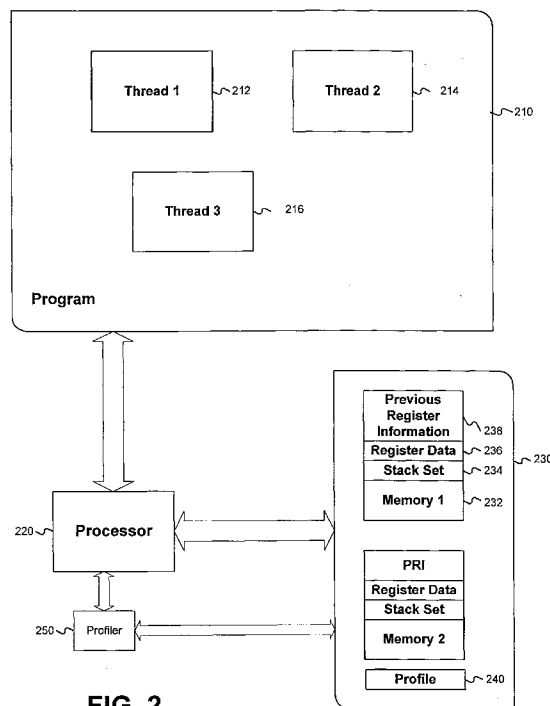 Thread 1
212
Thread 2
214
210
Thread 3
216
Program
Previous
Register
Information
238
Register Data
236
230
Stack Set
234
Memory 1
232
220
Processor
PRI
Register Data
Stack Set
250
Profiler
Memory 2
Profile
240
FIG. 2